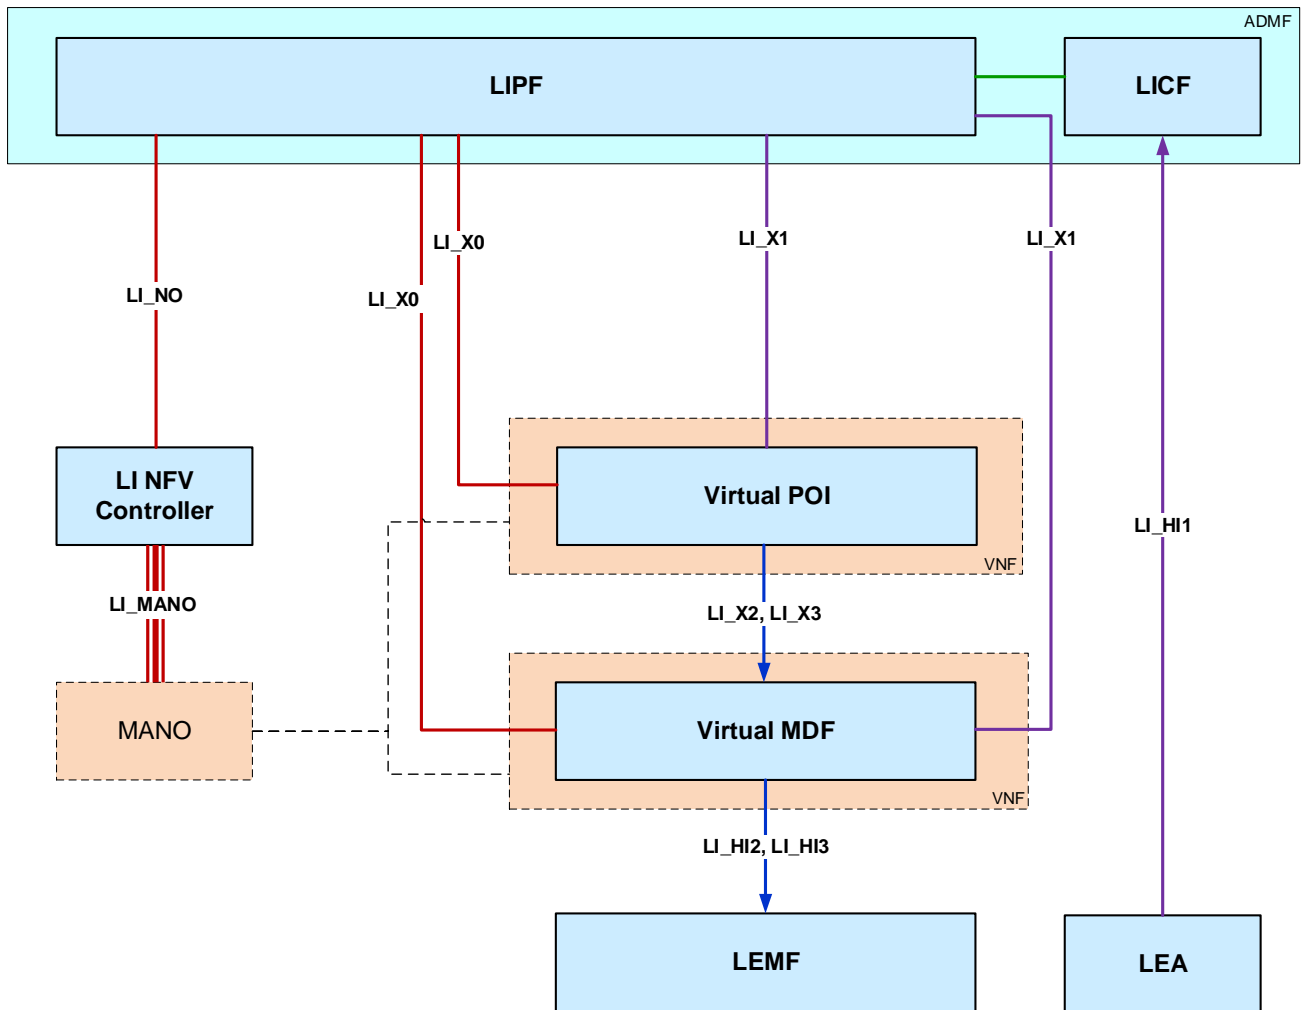 ADMF
LIPF
LICF
LI_X0
LI_X1
LI_X1
LI_NO
LI_X0
LI NFV
Controller
Virtual POI
LI_HI1
VNF
LI_MANO
LI_X2, LI_X3
MANO
Virtual MDF
VNF
LI_HI2, LI_HI3
LEMF
LEA